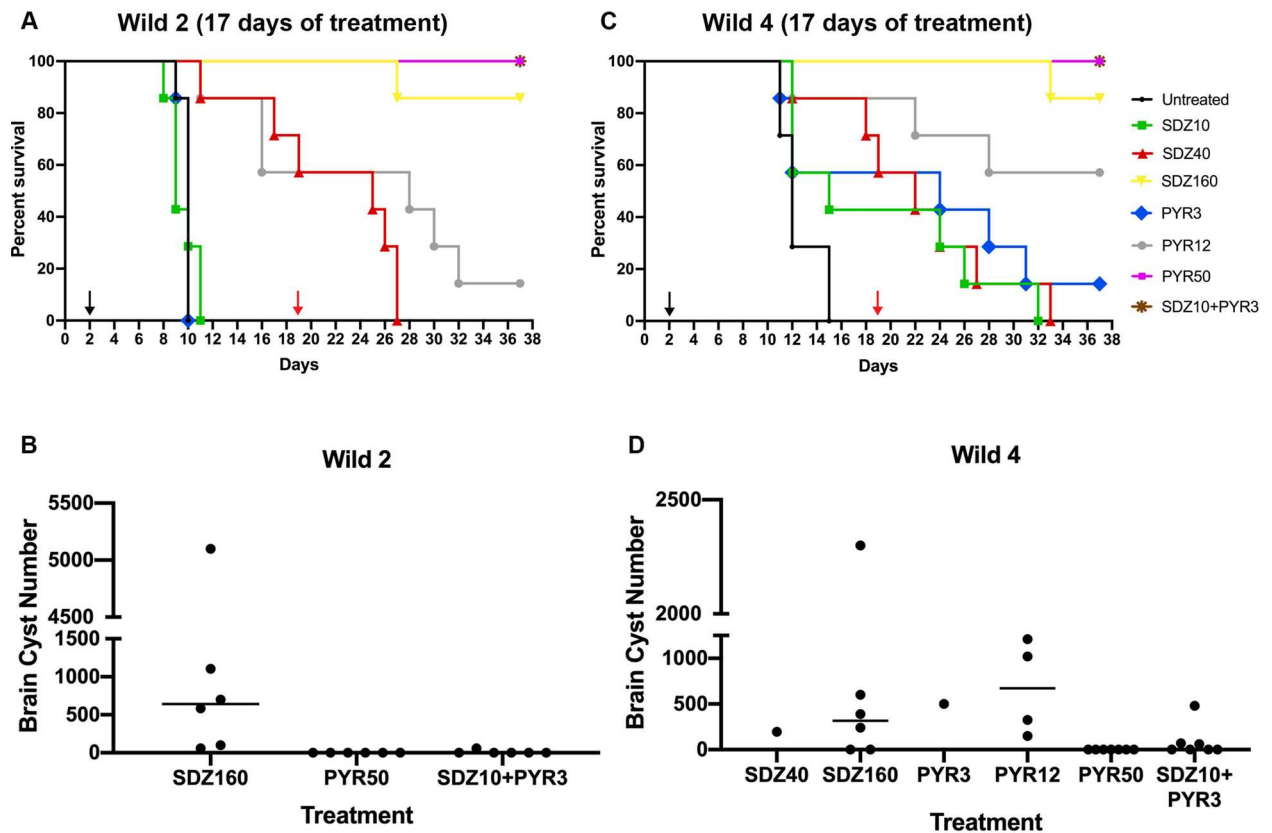 A
Wild 2 (17 days of treatment)
Percent survival
100
80
60
40
20
0
0 2 4 6 8 10 12 14 16 18 20 22 24 26 28 30 32 34 36 38
Days
C
Wild 4 (17 days of treatment)
Percent survival
100
80
60
40
20
0
0 2 4 6 8 10 12 14 16 18 20 22 24 26 28 30 32 34 36 38
Days
Untreated
SDZ10
SDZ40
SDZ160
PYR3
PYR12
PYR50
SDZ10+PYR3
B
Wild 2
Brain Cyst Number
5500
5000
4500
1500
1000
500
0
SDZ160 PYR50 SDZ10+PYR3
Treatment
D
Wild 4
Brain Cyst Number
2500
2000
1000
500
0
SDZ40 SDZ160 PYR3 PYR12 PYR50 SDZ10+
PYR3
Treatment